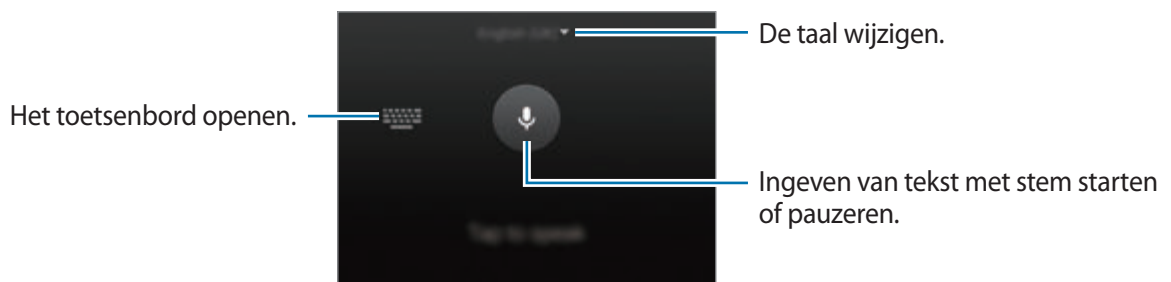 De taal wijzigen.
Het toetsenbord openen.
Ingeven van tekst met stem starten
of pauzeren.
Tap to speak